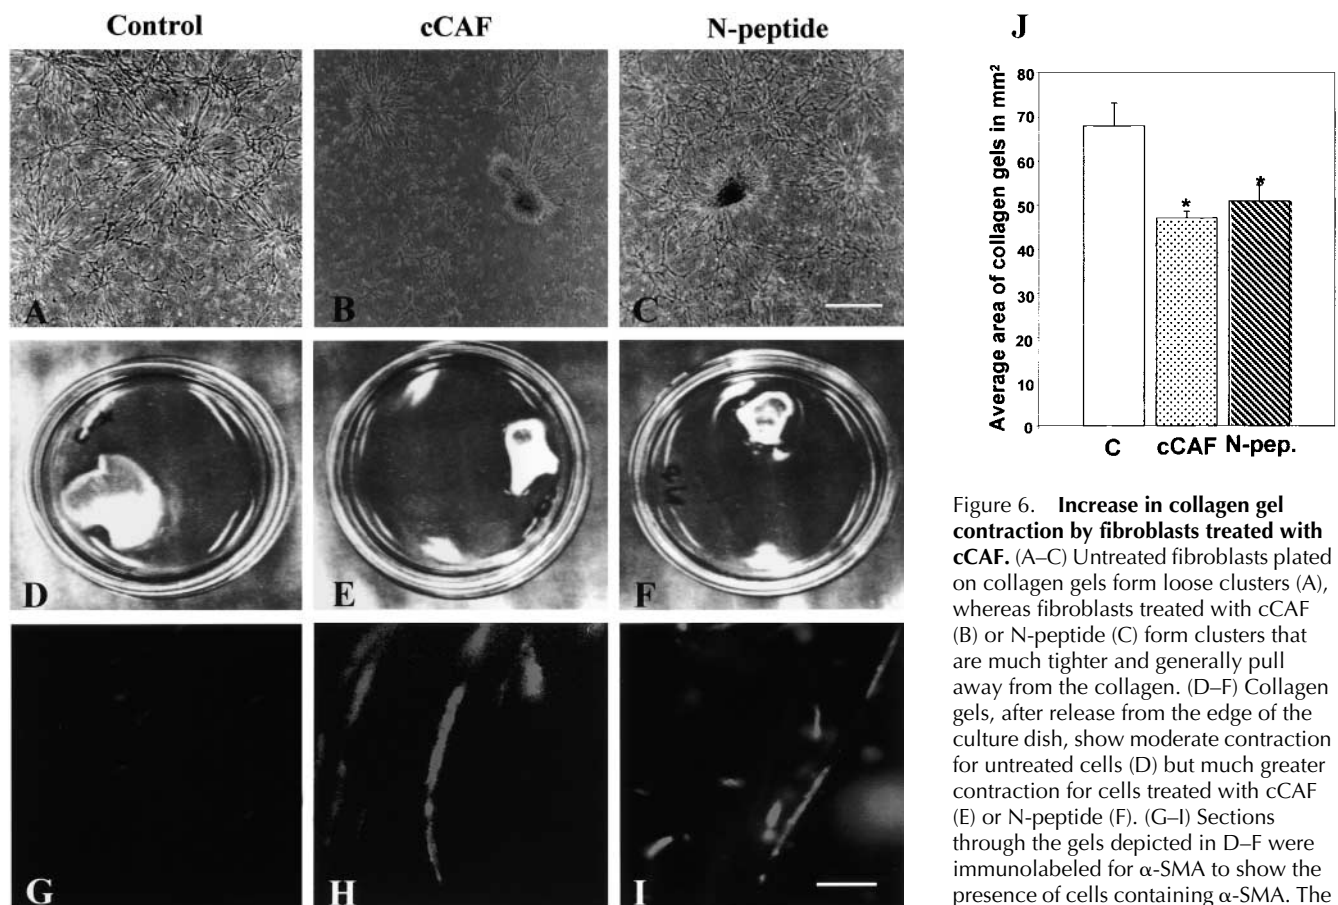 Control
cCAF
N-peptide
A
B
C
D
E
F
G
H
I
J
Average area of collagen gels in mm²
80
70
60
50
40
30
20
10
0
*
*
C
cCAF
N-pep.
Figure 6. Increase in collagen gel
contraction by fibroblasts treated with
cCAF. (A–C) Untreated fibroblasts plated
on collagen gels form loose clusters (A),
whereas fibroblasts treated with cCAF
(B) or N-peptide (C) form clusters that
are much tighter and generally pull
away from the collagen. (D–F) Collagen
gels, after release from the edge of the
culture dish, show moderate contraction
for untreated cells (D) but much greater
contraction for cells treated with cCAF
(E) or N-peptide (F). (G–I) Sections
through the gels depicted in D–F were
immunolabeled for α-SMA to show the
presence of cells containing α-SMA. The